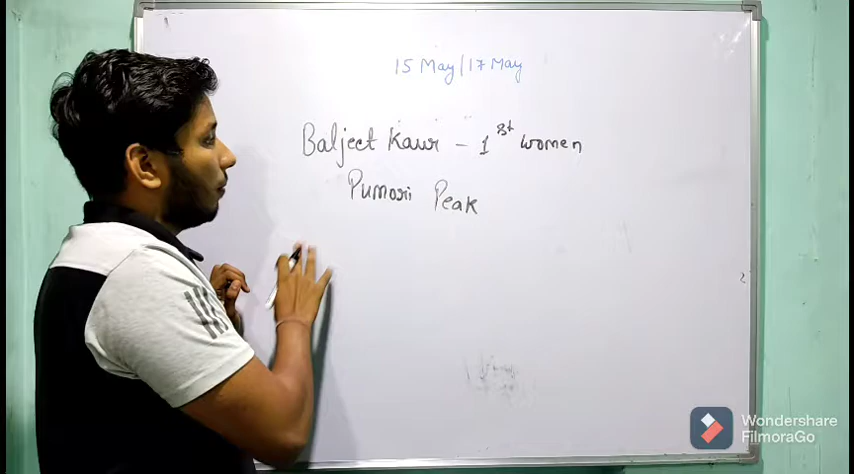 15 May/17 May
Baljeet Kaur - 1st women
Pumori Peak
Wondershare
FilmoraGo